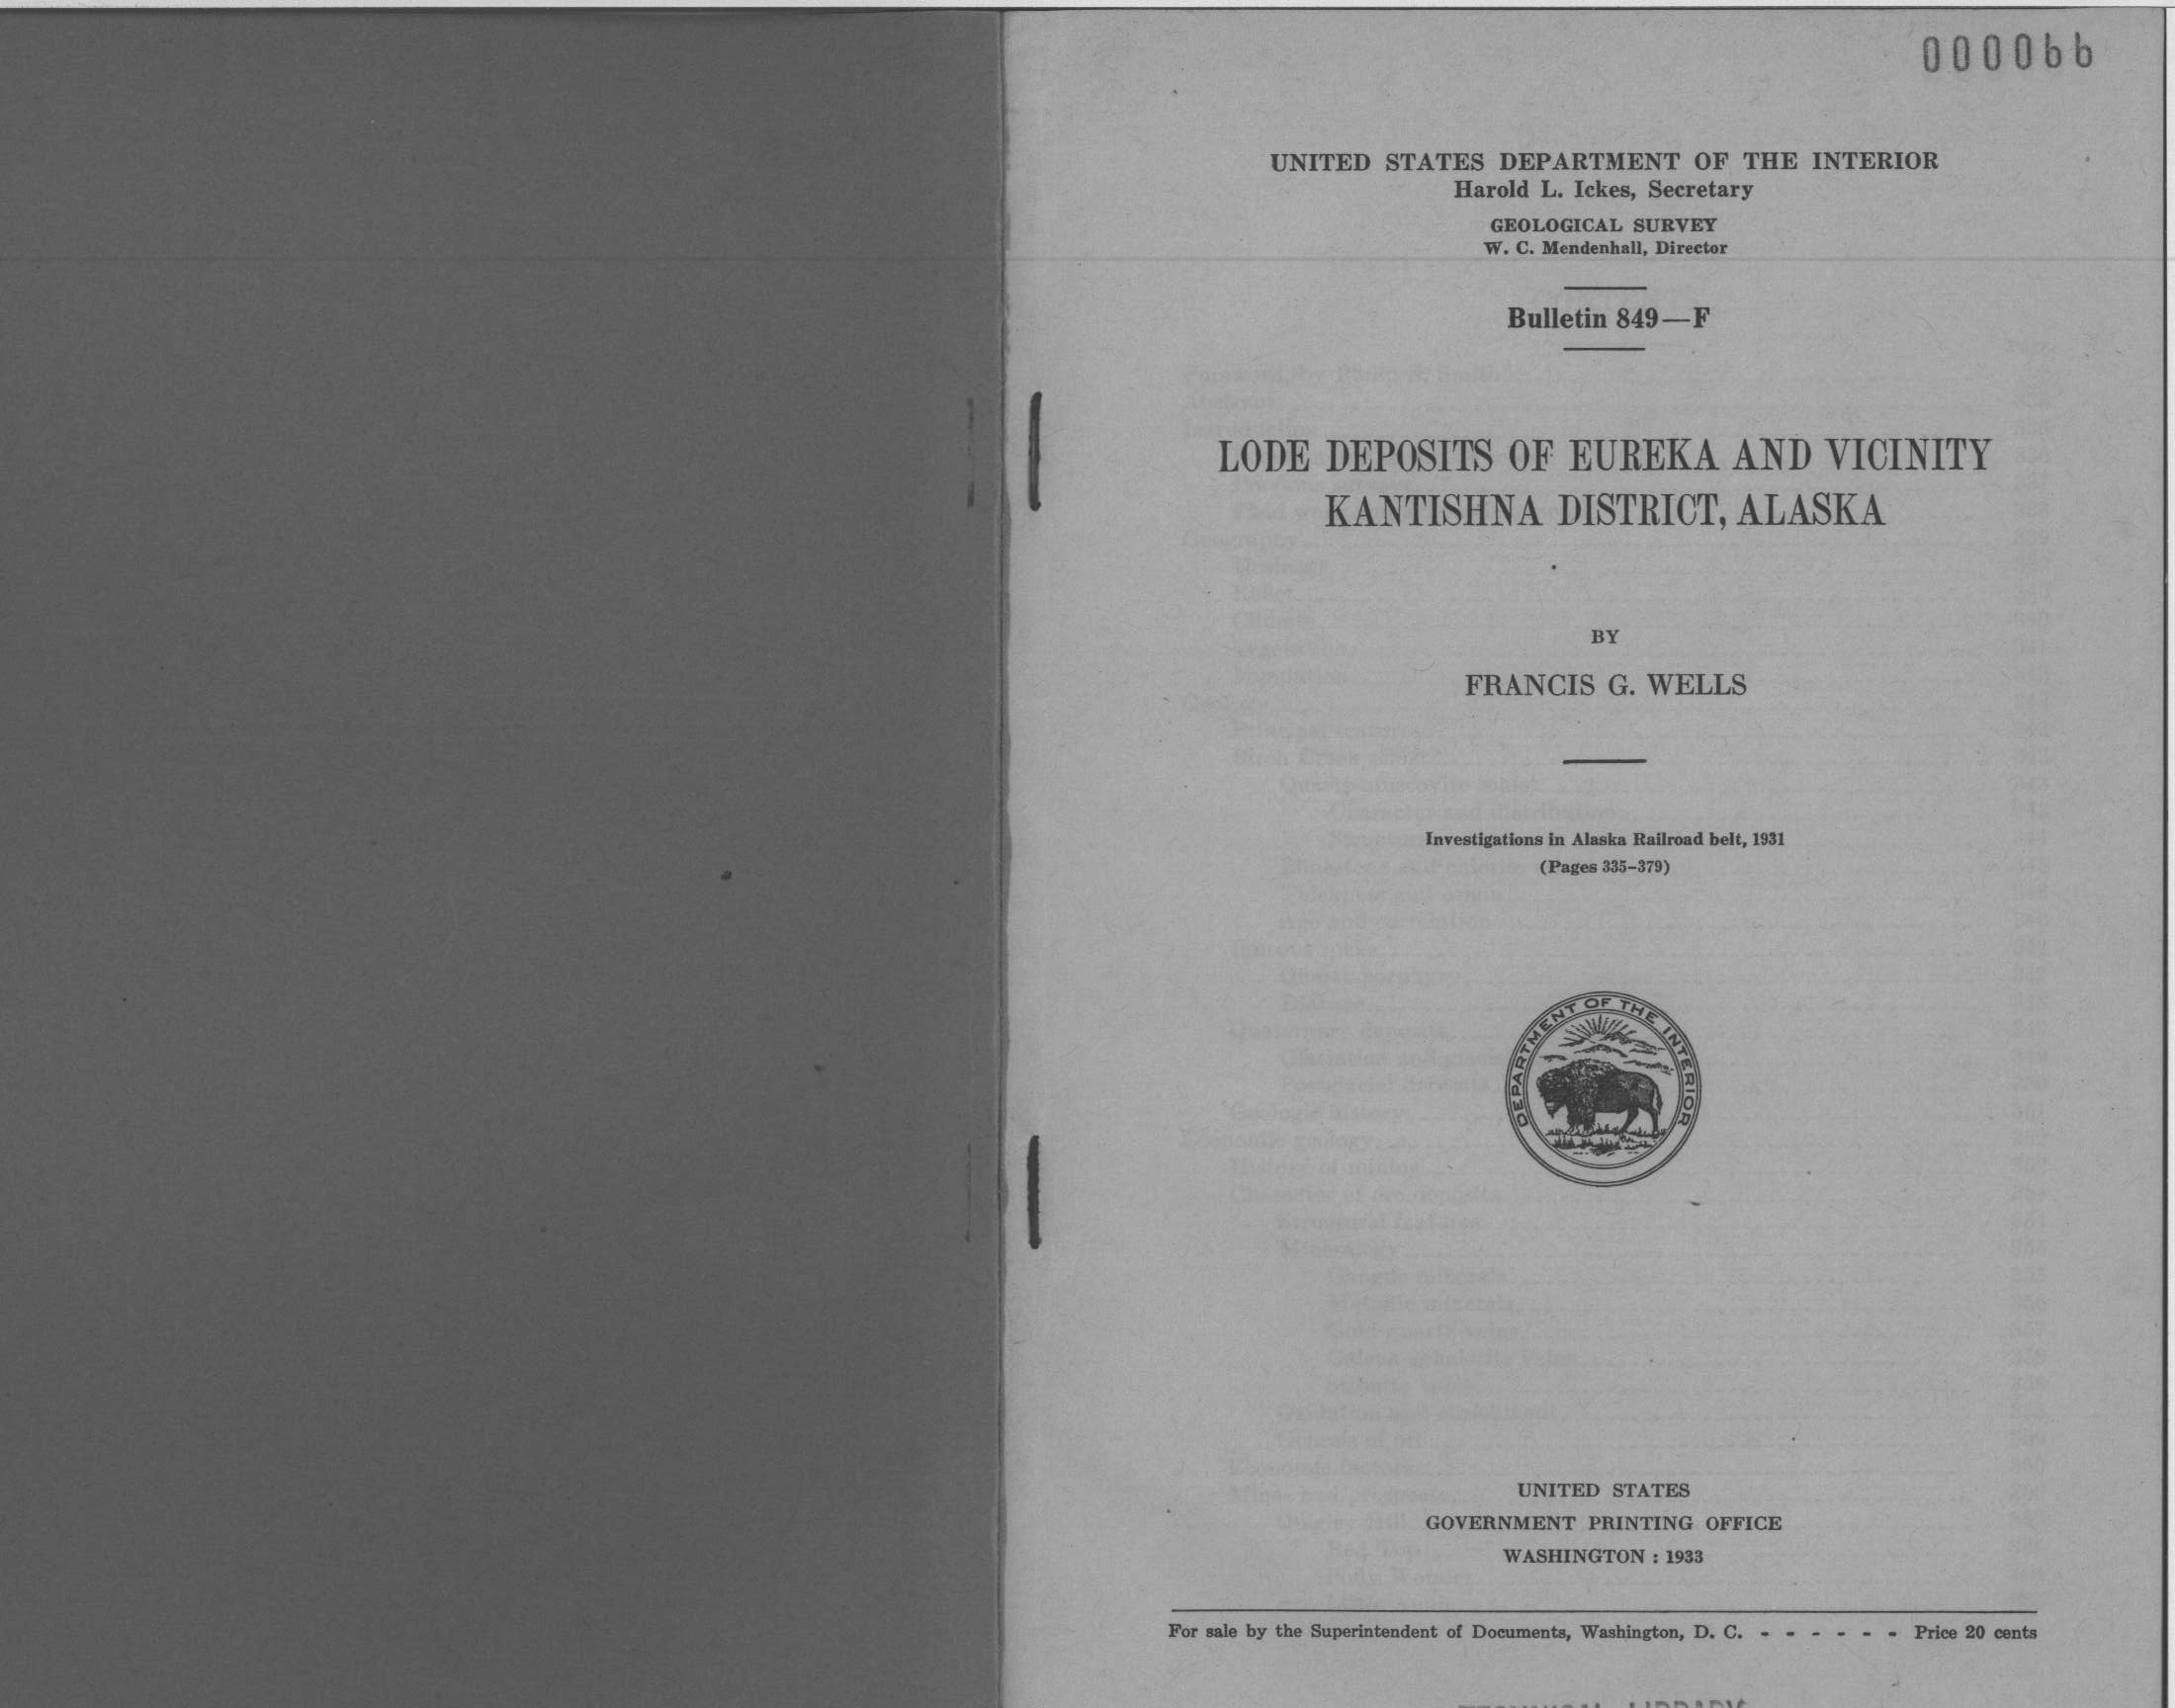 000066
UNITED STATES DEPARTMENT OF THE INTERIOR
Harold L. Ickes, Secretary
GEOLOGICAL SURVEY
W. C. Mendenhall, Director
Bulletin 849—F
LODE DEPOSITS OF EUREKA AND VICINITY
KANTISHNA DISTRICT, ALASKA
BY
FRANCIS G. WELLS
Investigations in Alaska Railroad belt, 1931
(Pages 335–379)
DEPARTMENT OF THE INTERIOR
UNITED STATES
GOVERNMENT PRINTING OFFICE
WASHINGTON : 1933
For sale by the Superintendent of Documents, Washington, D. C. - - - - - - Price 20 cents
TECHNICAL LIBRARY